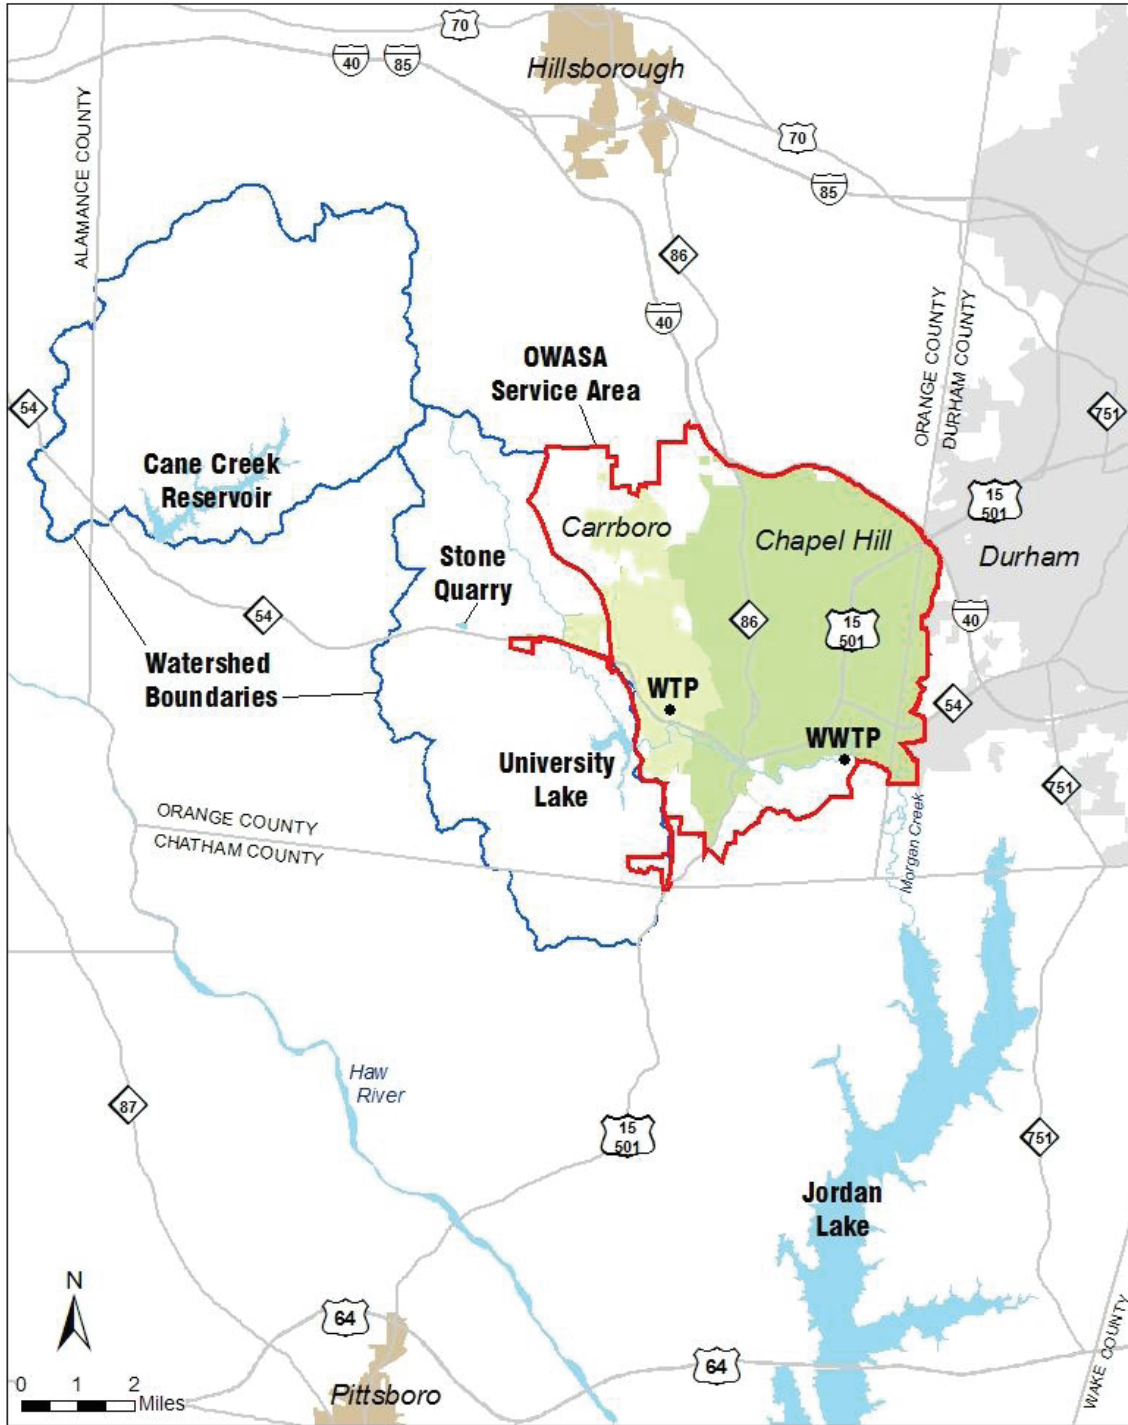 70
40
85
Hillsborough
70
85
ALAMANCE COUNTY
86
40
ORANGE COUNTY
DURHAM COUNTY
OWASA
Service Area
54
751
Cane Creek
Reservoir
15
501
Carrboro
Chapel Hill
Durham
Stone
Quarry
54
86
15
501
40
Watershed
Boundaries
WTP
54
WWTP
University
Lake
751
ORANGE COUNTY
CHATHAM COUNTY
Morgan Creek
Haw
River
87
15
501
751
Jordan
Lake
N
64
64
WAKE COUNTY
0 1 2
Miles
Pittsboro